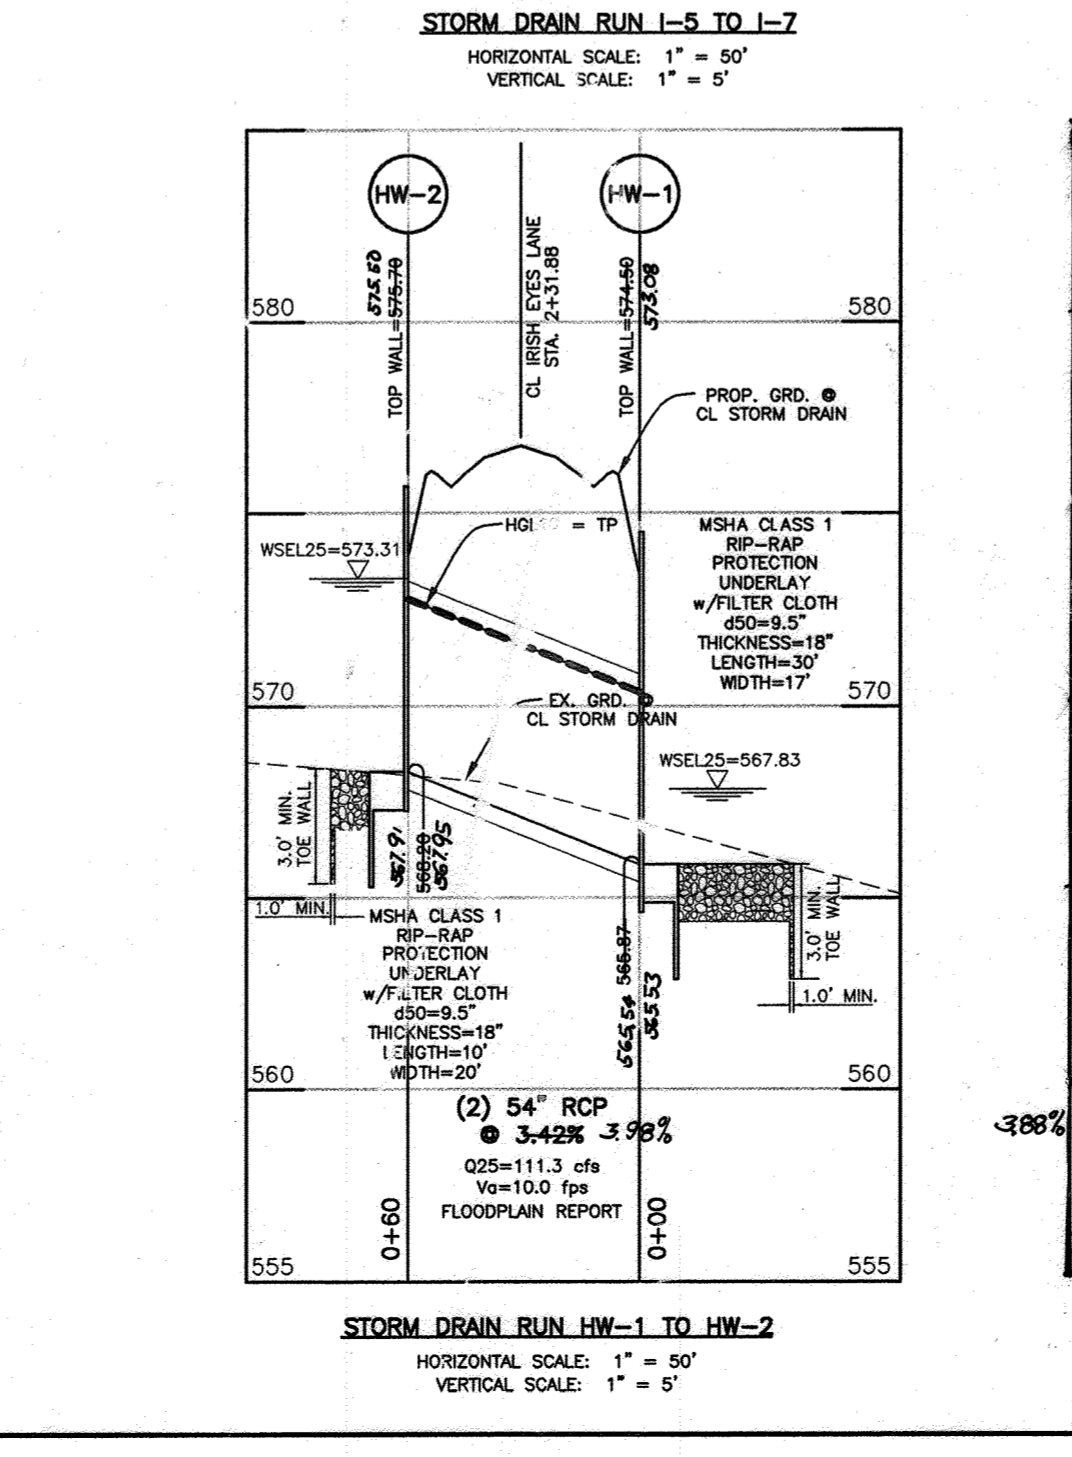 STORM DRAIN RUN I-5 TO I-7
HORIZONTAL SCALE: 1" = 50'
VERTICAL SCALE: 1" = 5'
HW-2
HW-1
575.50
TOP WALL=575.70
CL IRISH EYES LANE
STA. 2+31.88
TOP WALL=574.50
573.08
580
580
PROP. GRD. @
CL STORM DRAIN
= TP
WSEL25=573.31
MSHA CLASS 1
RIP-RAP
PROTECTION
UNDERLAY
w/FILTER CLOTH
d50=9.5"
THICKNESS=18"
LENGTH=30'
WIDTH=17'
570
570
EX. GRD. @
CL STORM DRAIN
WSEL25=567.83
3.0' MIN.
TOE WALL
567.91
568.20
567.95
1.0' MIN.
MSHA CLASS 1
RIP-RAP
PROTECTION
UNDERLAY
w/FILTER CLOTH
d50=9.5"
THICKNESS=18"
LENGTH=10'
WIDTH=20'
565.54
565.53
3.0' MIN.
TOE WALL
1.0' MIN.
560
560
(2) 54" RCP
@ 3.42% 3.98%
Q25=111.3 cfs
Va=10.0 fps
FLOODPLAIN REPORT
3.88%
0+60
0+00
555
555
STORM DRAIN RUN HW-1 TO HW-2
HORIZONTAL SCALE: 1" = 50'
VERTICAL SCALE: 1" = 5'